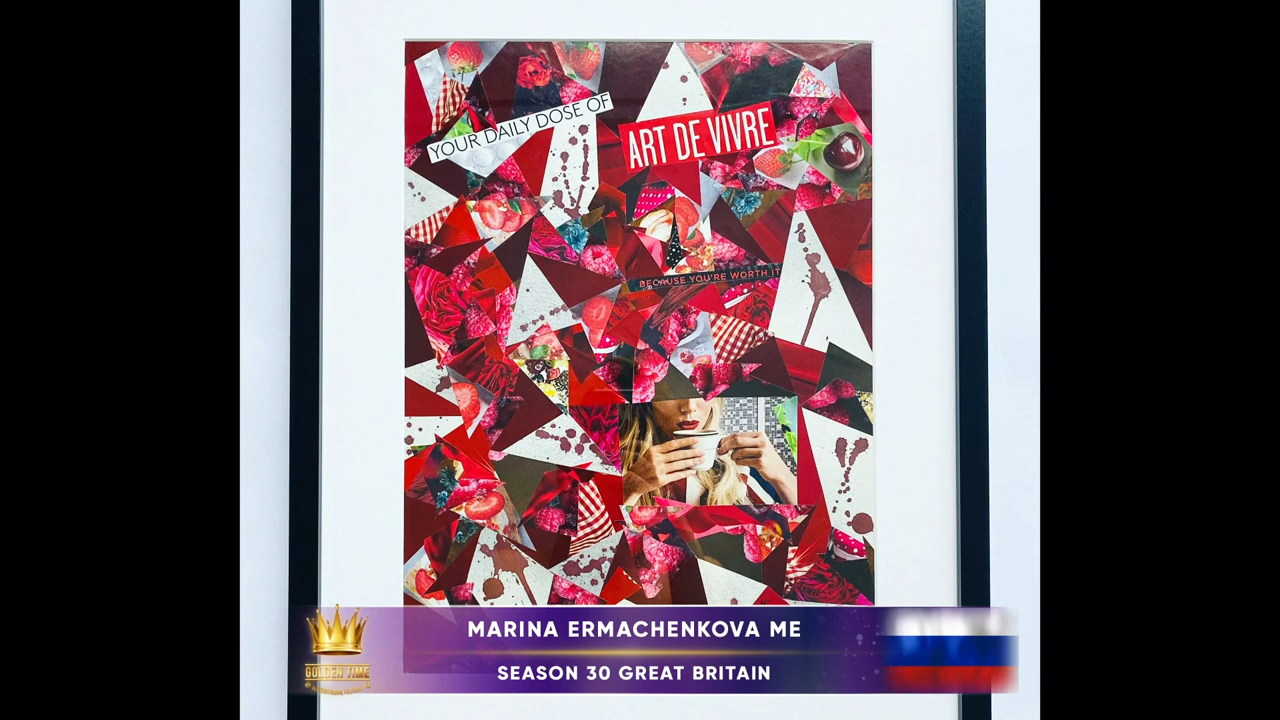 YOUR DAILY DOSE OF
ART DE VIVRE
BECAUSE YOU'RE WORTH IT
MARINA ERMACHENKOVA ME
SEASON 30 GREAT BRITAIN
GOLDEN TIME